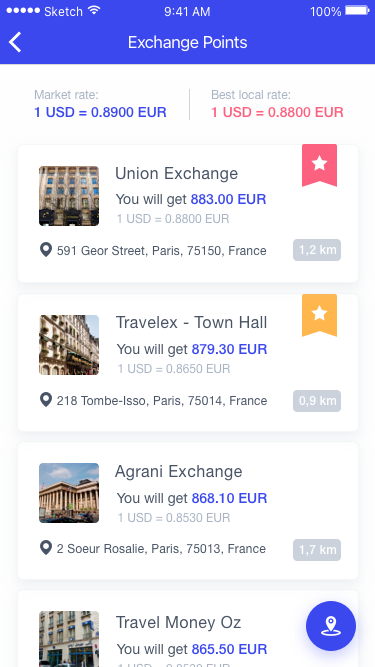 Sketch 9:41 AM 100%
Exchange Points
Market rate: Best local rate:
1 USD = 0.8900 EUR 1 USD = 0.8800 EUR
Union Exchange
You will get 883.00 EUR
1 USD = 0.8800 EUR
591 Geor Street, Paris, 75150, France 1,2 km
Travelex - Town Hall
You will get 879.30 EUR
1 USD = 0.8650 EUR
218 Tombe-Isso, Paris, 75014, France 0,9 km
Agrani Exchange
You will get 868.10 EUR
1 USD = 0.8530 EUR
2 Soeur Rosalie, Paris, 75013, France 1,7 km
Travel Money Oz
You will get 865.50 EUR